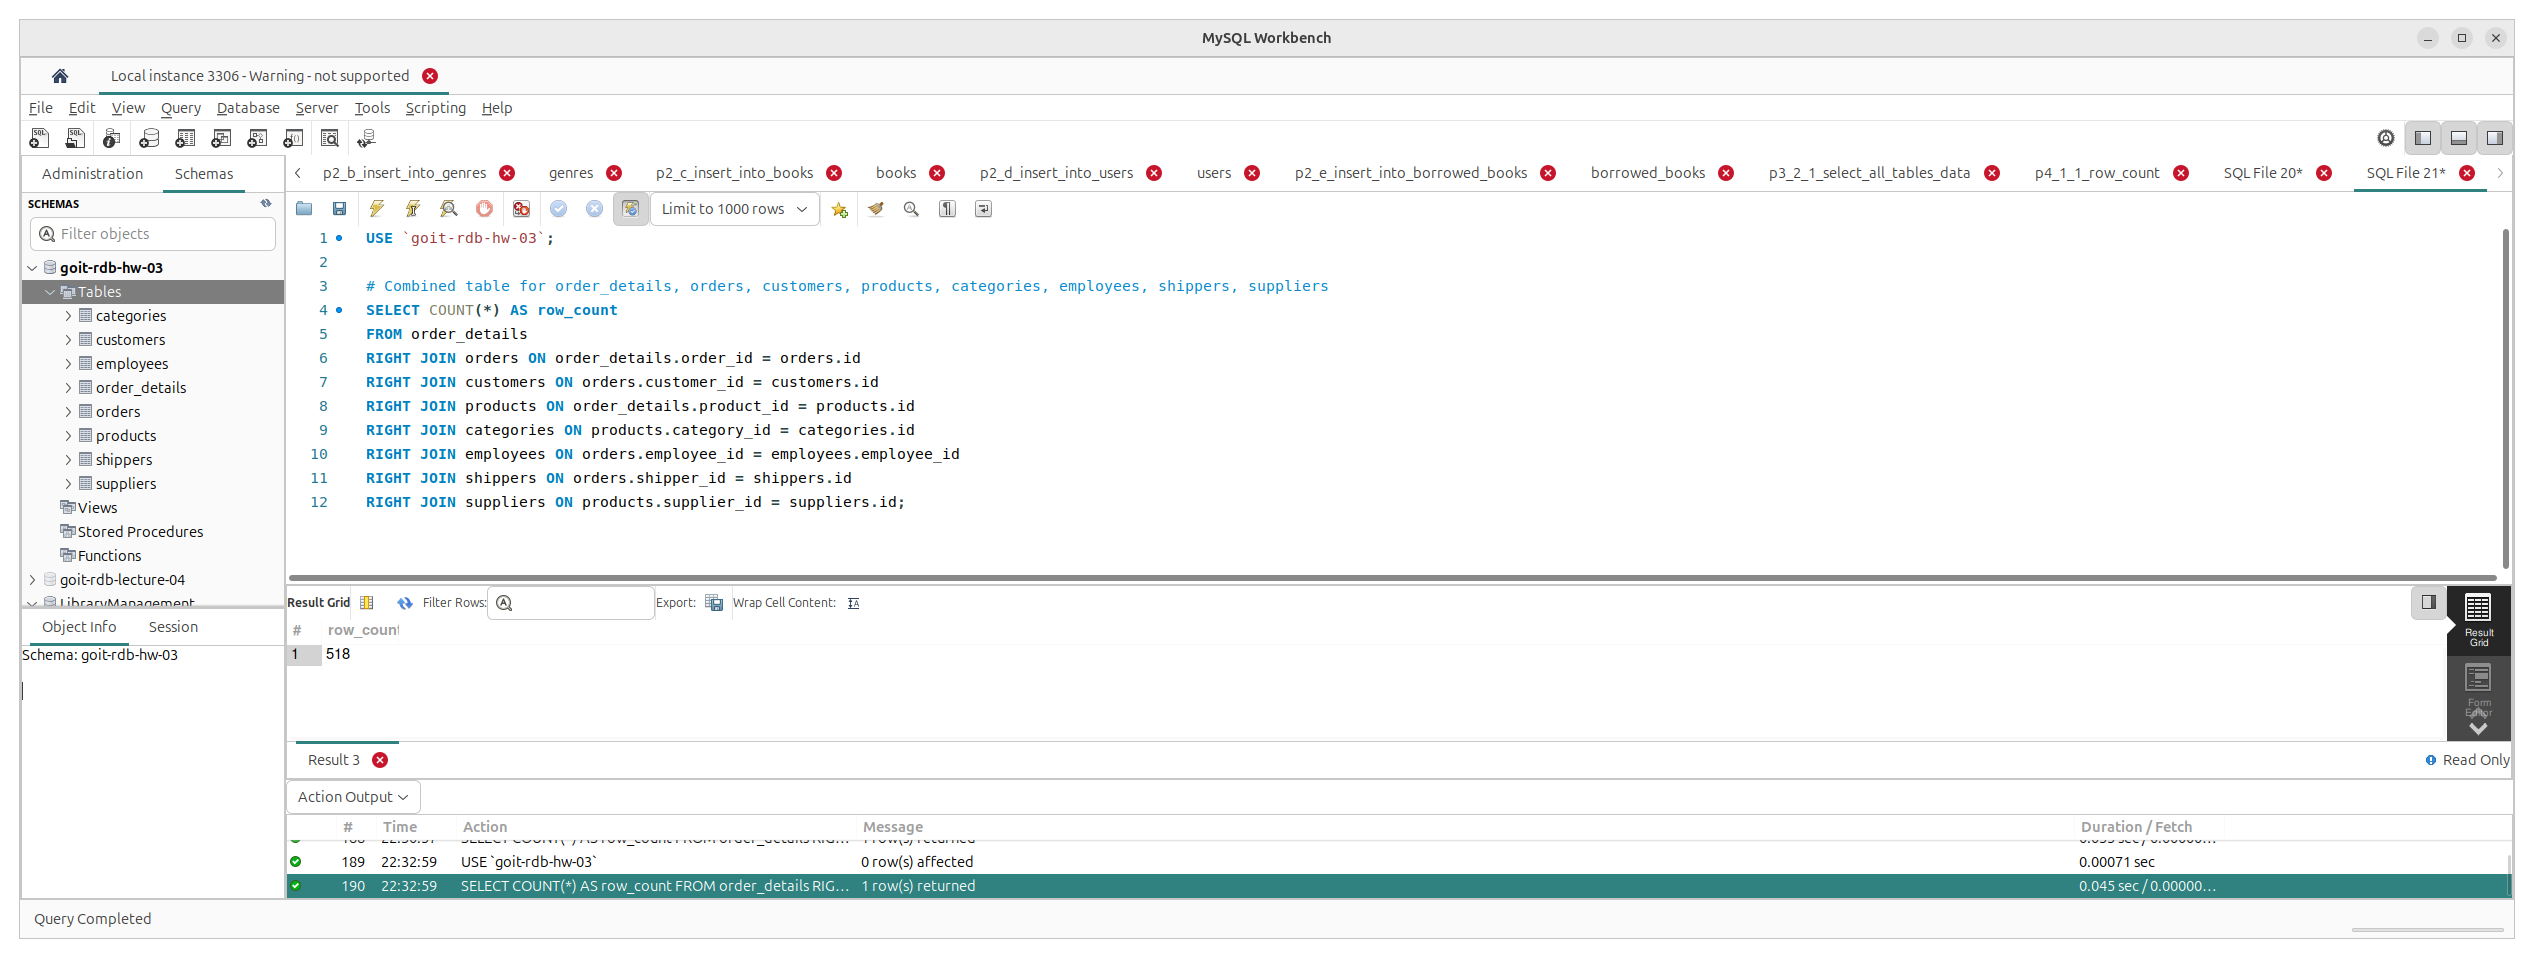 MySQL Workbench
Local instance 3306 - Warning - not supported
File Edit View Query Database Server Tools Scripting Help
Administration Schemas
p2_b_insert_into_genres genres p2_c_insert_into_books books p2_d_insert_into_users users p2_e_insert_into_borrowed_books borrowed_books p3_2_1_select_all_tables_data p4_1_1_row_count SQL File 20* SQL File 21*
SCHEMAS
Filter objects
goit-rdb-hw-03
Tables
categories
customers
employees
order_details
orders
products
shippers
suppliers
Views
Stored Procedures
Functions
goit-rdb-lecture-04
LibraryManagement
Object Info Session
Schema: goit-rdb-hw-03
Limit to 1000 rows
1 USE `goit-rdb-hw-03`;
2
3 # Combined table for order_details, orders, customers, products, categories, employees, shippers, suppliers
4 SELECT COUNT(*) AS row_count
5 FROM order_details
6 RIGHT JOIN orders ON order_details.order_id = orders.id
7 RIGHT JOIN customers ON orders.customer_id = customers.id
8 RIGHT JOIN products ON order_details.product_id = products.id
9 RIGHT JOIN categories ON products.category_id = categories.id
10 RIGHT JOIN employees ON orders.employee_id = employees.employee_id
11 RIGHT JOIN shippers ON orders.shipper_id = shippers.id
12 RIGHT JOIN suppliers ON products.supplier_id = suppliers.id;
Result Grid Filter Rows: Export: Wrap Cell Content:
# row_count
1 518
Result Grid
Form Editor
Result 3
Read Only
Action Output
# Time Action Message Duration / Fetch
SELECT COUNT(*) AS row_count FROM order_details RIG... 1 row(s) returned
189 22:32:59 USE `goit-rdb-hw-03` 0 row(s) affected 0.00071 sec
190 22:32:59 SELECT COUNT(*) AS row_count FROM order_details RIG... 1 row(s) returned 0.045 sec / 0.00000...
Query Completed